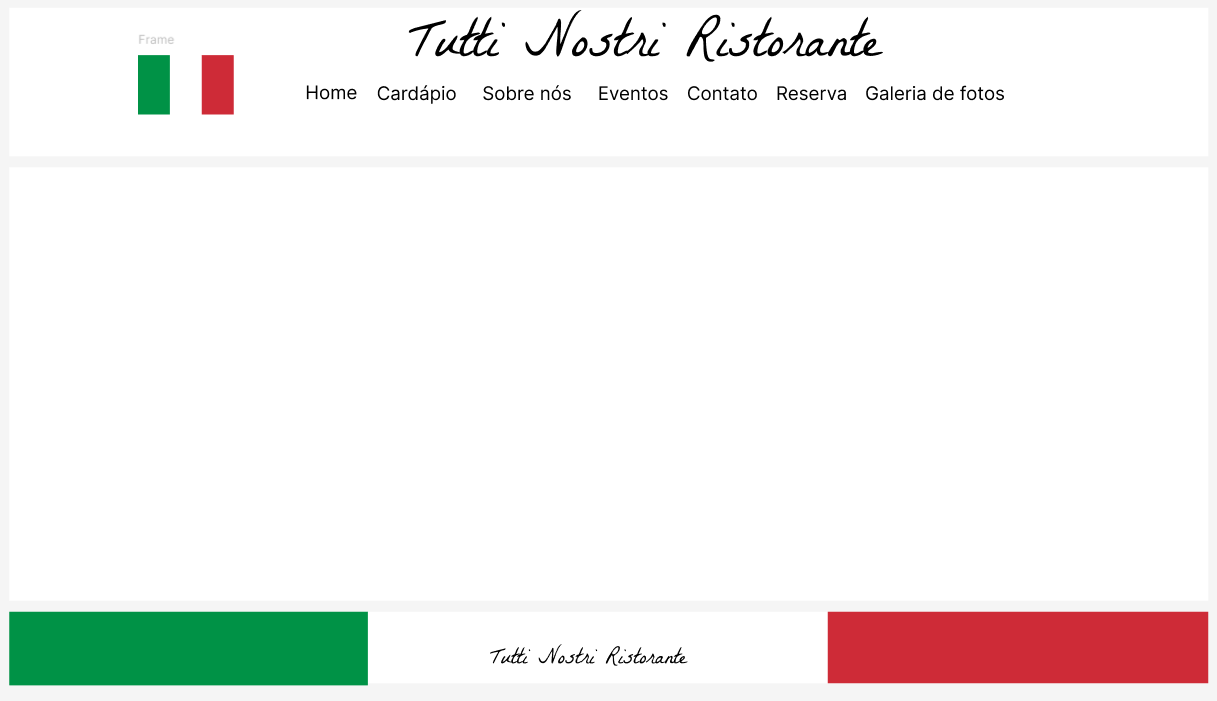 Tutti Nostri Ristorante
Frame
Home Cardápio Sobre nós Eventos Contato Reserva Galeria de fotos
Tutti Nostri Ristorante